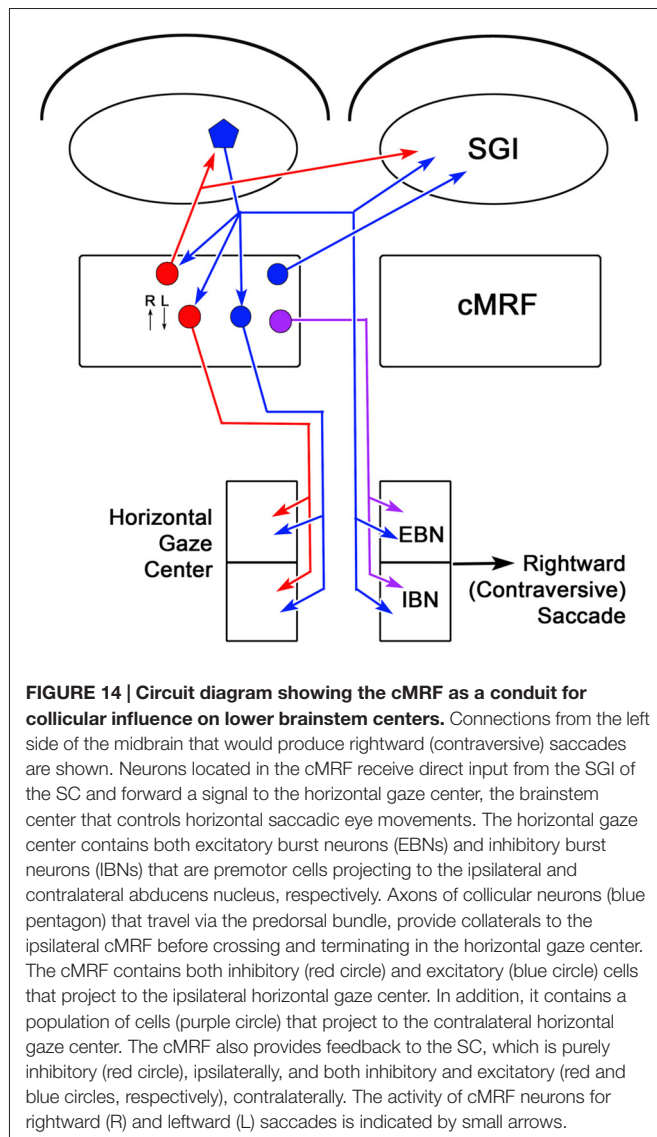 SGI
cMRF
R L
Horizontal
Gaze
Center
EBN
IBN
Rightward
(Contraversive)
Saccade
FIGURE 14 | Circuit diagram showing the cMRF as a conduit for
collicular influence on lower brainstem centers. Connections from the left
side of the midbrain that would produce rightward (contraversive) saccades
are shown. Neurons located in the cMRF receive direct input from the SGI of
the SC and forward a signal to the horizontal gaze center, the brainstem
center that controls horizontal saccadic eye movements. The horizontal gaze
center contains both excitatory burst neurons (EBNs) and inhibitory burst
neurons (IBNs) that are premotor cells projecting to the ipsilateral and
contralateral abducens nucleus, respectively. Axons of collicular neurons (blue
pentagon) that travel via the predorsal bundle, provide collaterals to the
ipsilateral cMRF before crossing and terminating in the horizontal gaze center.
The cMRF contains both inhibitory (red circle) and excitatory (blue circle) cells
that project to the ipsilateral horizontal gaze center. In addition, it contains a
population of cells (purple circle) that project to the contralateral horizontal
gaze center. The cMRF also provides feedback to the SC, which is purely
inhibitory (red circle), ipsilaterally, and both inhibitory and excitatory (red and
blue circles, respectively), contralaterally. The activity of cMRF neurons for
rightward (R) and leftward (L) saccades is indicated by small arrows.